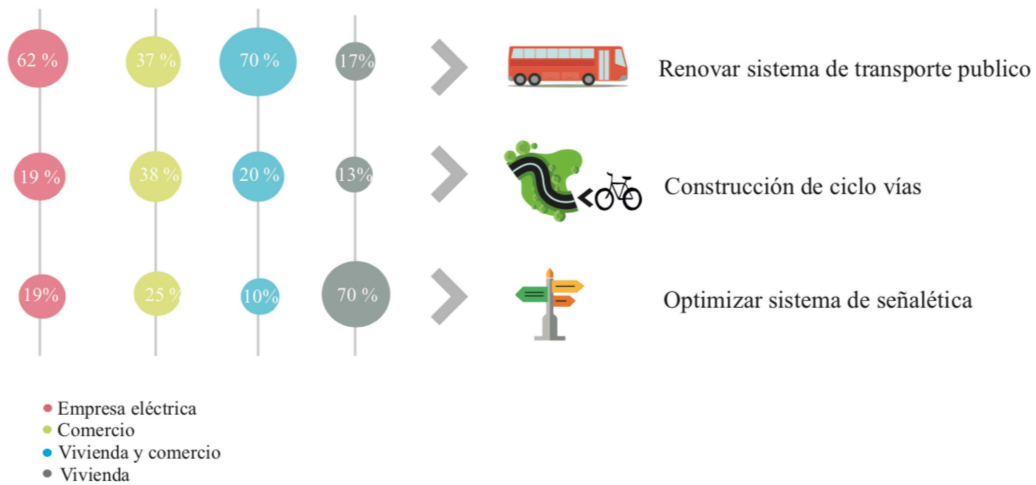 62 % 37 % 70 % 17% Renovar sistema de transporte publico
19 % 38 % 20 % 13% Construcción de ciclo vías
19% 25 % 10% 70 % Optimizar sistema de señalética
Empresa eléctrica
Comercio
Vivienda y comercio
Vivienda